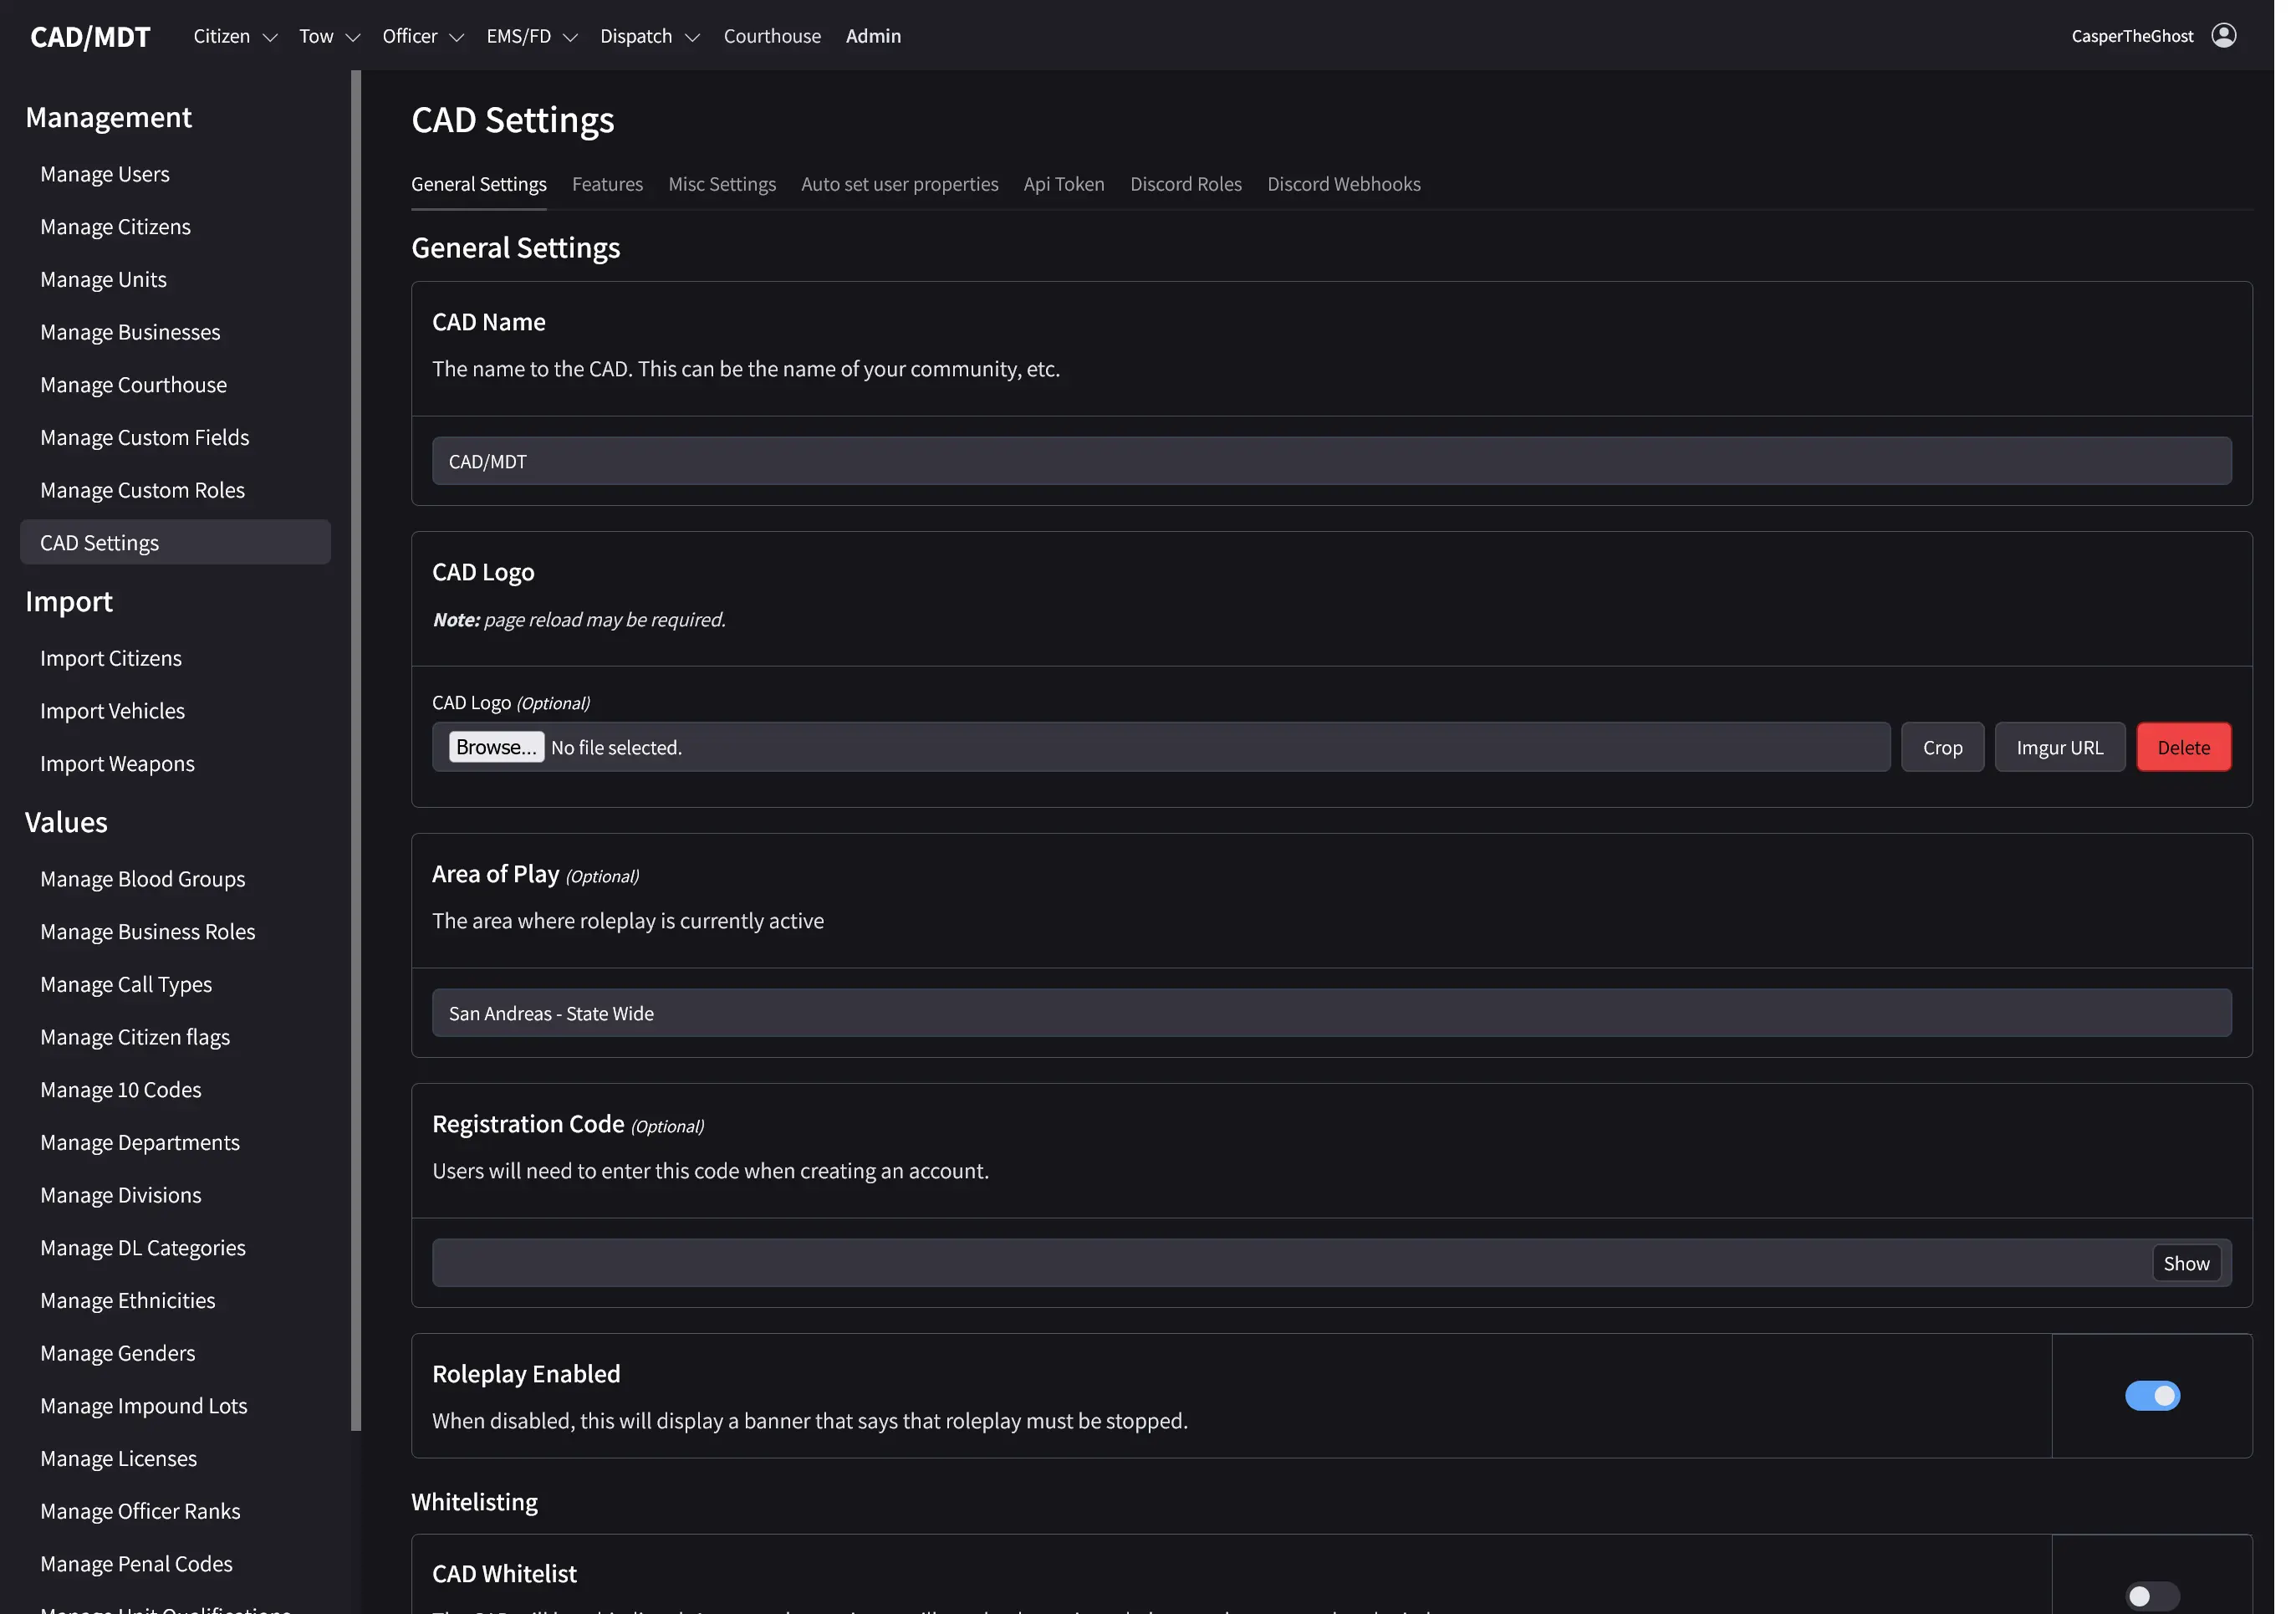 CAD/MDT Citizen Tow Officer EMS/FD Dispatch Courthouse Admin CasperTheGhost
Management
Manage Users
Manage Citizens
Manage Units
Manage Businesses
Manage Courthouse
Manage Custom Fields
Manage Custom Roles
CAD Settings
Import
Import Citizens
Import Vehicles
Import Weapons
Values
Manage Blood Groups
Manage Business Roles
Manage Call Types
Manage Citizen flags
Manage 10 Codes
Manage Departments
Manage Divisions
Manage DL Categories
Manage Ethnicities
Manage Genders
Manage Impound Lots
Manage Licenses
Manage Officer Ranks
Manage Penal Codes
Manage Unit Qualifications
CAD Settings
General Settings Features Misc Settings Auto set user properties Api Token Discord Roles Discord Webhooks
General Settings
CAD Name
The name to the CAD. This can be the name of your community, etc.
CAD/MDT
CAD Logo
Note: page reload may be required.
CAD Logo (Optional)
Browse... No file selected. Crop Imgur URL Delete
Area of Play (Optional)
The area where roleplay is currently active
San Andreas - State Wide
Registration Code (Optional)
Users will need to enter this code when creating an account.
Show
Roleplay Enabled
When disabled, this will display a banner that says that roleplay must be stopped.
Whitelisting
CAD Whitelist